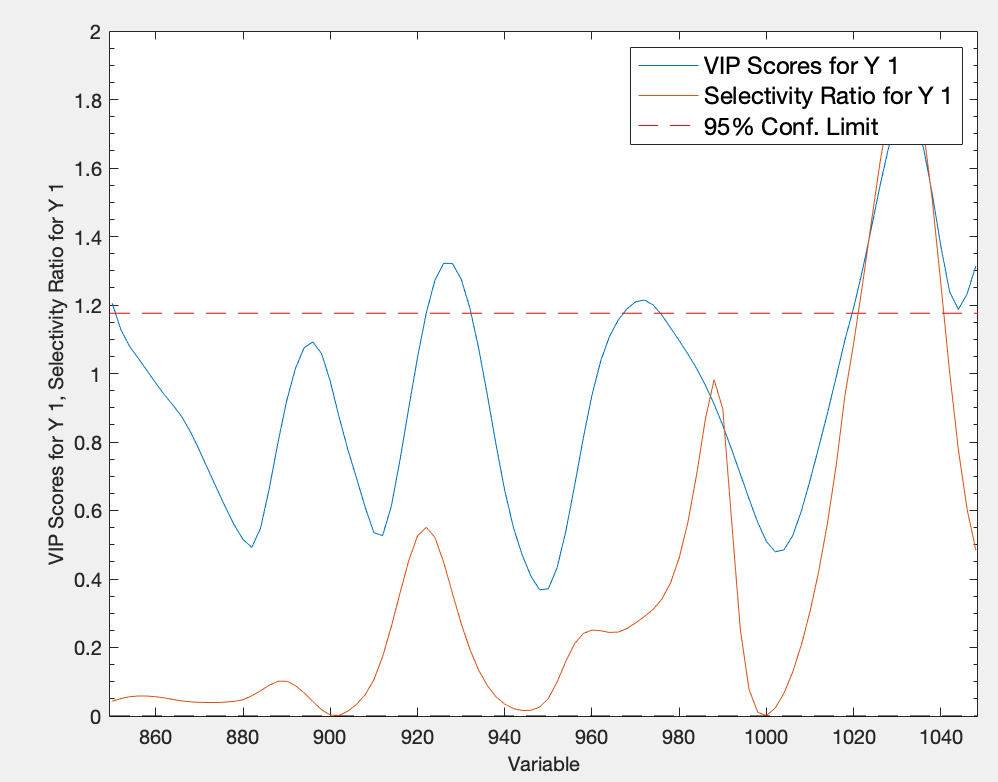 2
1.8
1.6
1.4
1.2
1
0.8
0.6
0.4
0.2
0
VIP Scores for Y 1, Selectivity Ratio for Y 1
VIP Scores for Y 1
Selectivity Ratio for Y 1
95% Conf. Limit
860 880 900 920 940 960 980 1000 1020 1040
Variable